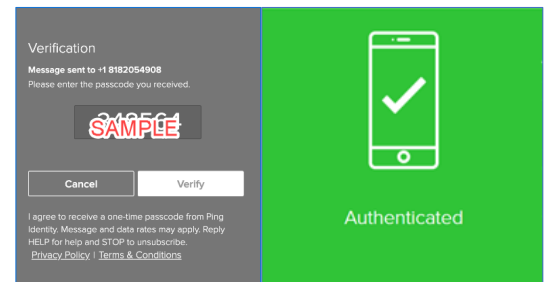 Verification
Message sent to +1 8182054908
Please enter the passcode you received.
SAMPLE
Cancel Verify
I agree to receive a one-time passcode from Ping
Identity. Message and data rates may apply. Reply
HELP for help and STOP to
unsubscribe.
Privacy Policy | Terms & Conditions
Authenticated